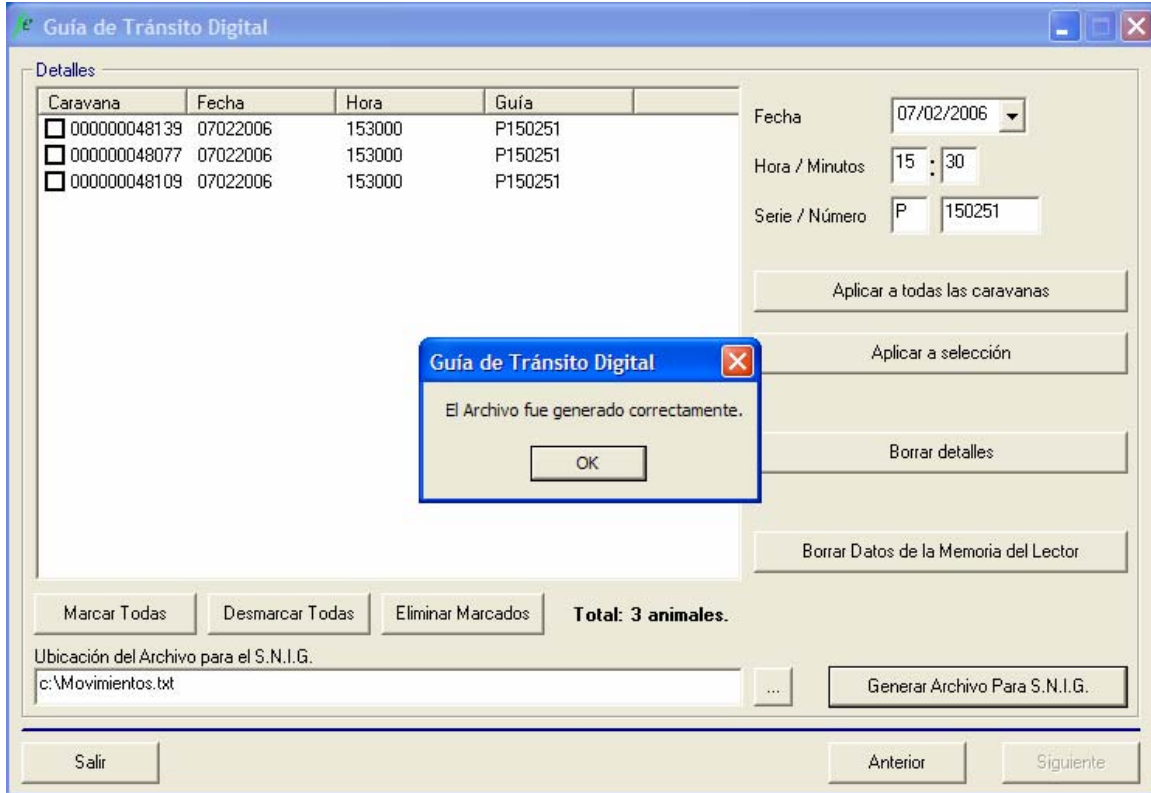 Guía de Tránsito Digital
Detalles
Caravana Fecha Hora Guía
000000048139 07022006 153000 P150251
000000048077 07022006 153000 P150251
000000048109 07022006 153000 P150251
Fecha 07/02/2006
Hora / Minutos 15 : 30
Serie / Número P 150251
Aplicar a todas las caravanas
Aplicar a selección
Borrar detalles
Borrar Datos de la Memoria del Lector
Guía de Tránsito Digital
El Archivo fue generado correctamente.
OK
Marcar Todas Desmarcar Todas Eliminar Marcados Total: 3 animales.
Ubicación del Archivo para el S.N.I.G.
c:\Movimientos.txt ... Generar Archivo Para S.N.I.G.
Salir Anterior Siguiente